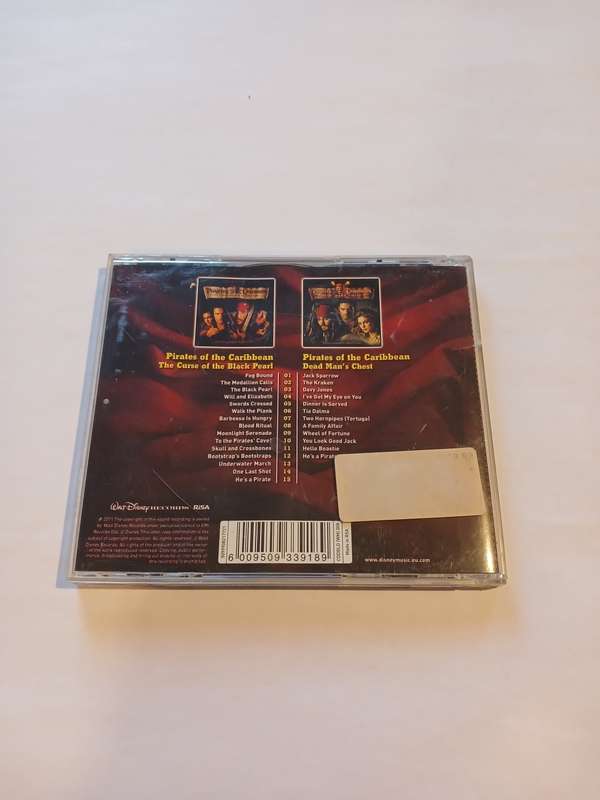 Pirates of the Caribbean
The Curse of the Black Pearl
Fog Bound 01
The Medallion Calls 02
The Black Pearl 03
Will and Elizabeth 04
Swords Crossed 05
Walk the Plank 06
Barbossa Is Hungry 07
Blood Ritual 08
Moonlight Serenade 09
To the Pirates' Cave! 10
Skull and Crossbones 11
Bootstrap's Bootstraps 12
Underwater March 13
One Last Shot 14
He's a Pirate 15
Pirates of the Caribbean
Dead Man's Chest
Jack Sparrow
The Kraken
Davy Jones
I've Got My Eye on You
Dinner Is Served
Tia Dalma
Two Hornpipes (Tortuga)
A Family Affair
Wheel of Fortune
You Look Good Jack
Hello Beastie
He's a Pirate
WALT DISNEY RECORDS RiSA
6009509 339189
Made in RSA
www.disneymusic.eu.com